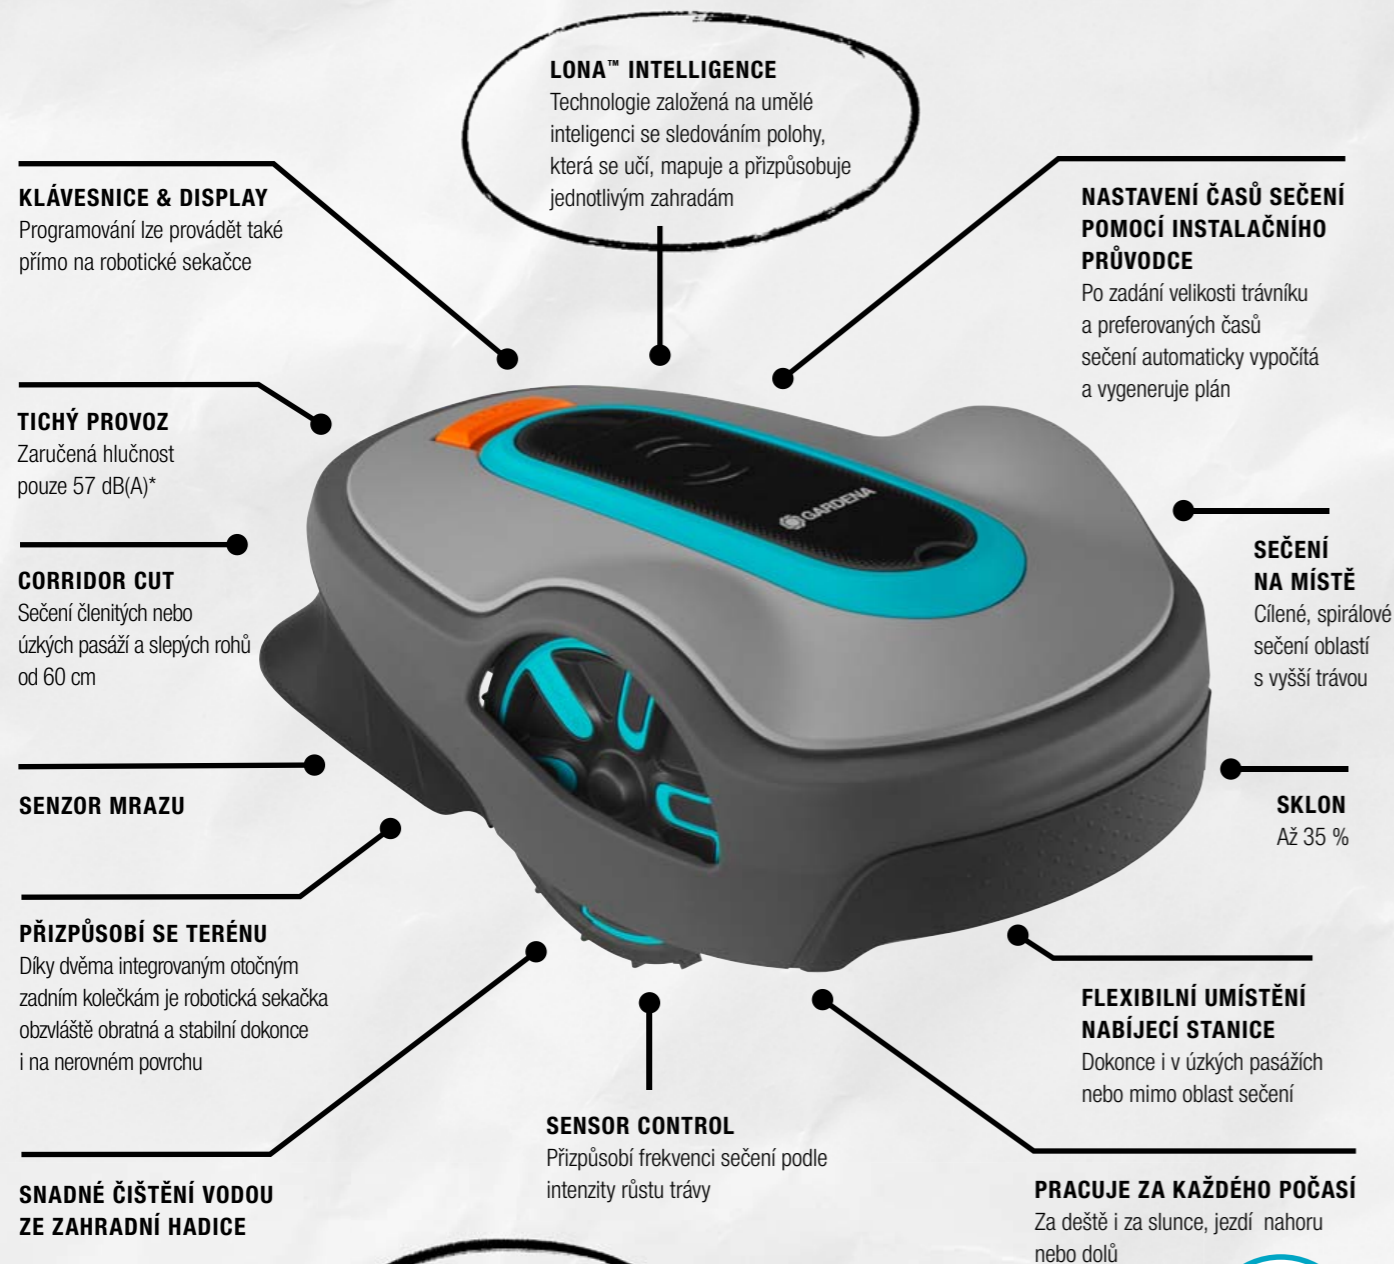 LONA™ INTELLIGENCE
Technologie založená na umělé
inteligenci se sledováním polohy,
která se učí, mapuje a přizpůsobuje
jednotlivým zahradám
KLÁVESNICE & DISPLAY
Programování lze provádět také
přímo na robotické sekačce
NASTAVENÍ ČASŮ SEČENÍ
POMOCÍ INSTALAČNÍHO
PRŮVODCE
Po zadání velikosti trávníku
a preferovaných časů
sečení automaticky vypočítá
a vygeneruje plán
TICHÝ PROVOZ
Zaručená hlučnost
pouze 57 dB(A)*
GARDENA
CORRIDOR CUT
Sečení členitých nebo
úzkých pasáží a slepých rohů
od 60 cm
SEČENÍ
NA MÍSTĚ
Cílené, spirálové
sečení oblastí
s vyšší trávou
SENZOR MRAZU
SKLON
Až 35 %
PŘIZPŮSOBÍ SE TERÉNU
Díky dvěma integrovaným otočným
zadním kolečkám je robotická sekačka
obzvláště obratná a stabilní dokonce
i na nerovném povrchu
FLEXIBILNÍ UMÍSTĚNÍ
NABÍJECÍ STANICE
Dokonce i v úzkých pasážích
nebo mimo oblast sečení
SENSOR CONTROL
Přizpůsobí frekvenci sečení podle
intenzity růstu trávy
SNADNÉ ČIŠTĚNÍ VODOU
ZE ZAHRADNÍ HADICE
PRACUJE ZA KAŽDÉHO POČASÍ
Za deště i za slunce, jezdí nahoru
nebo dolů